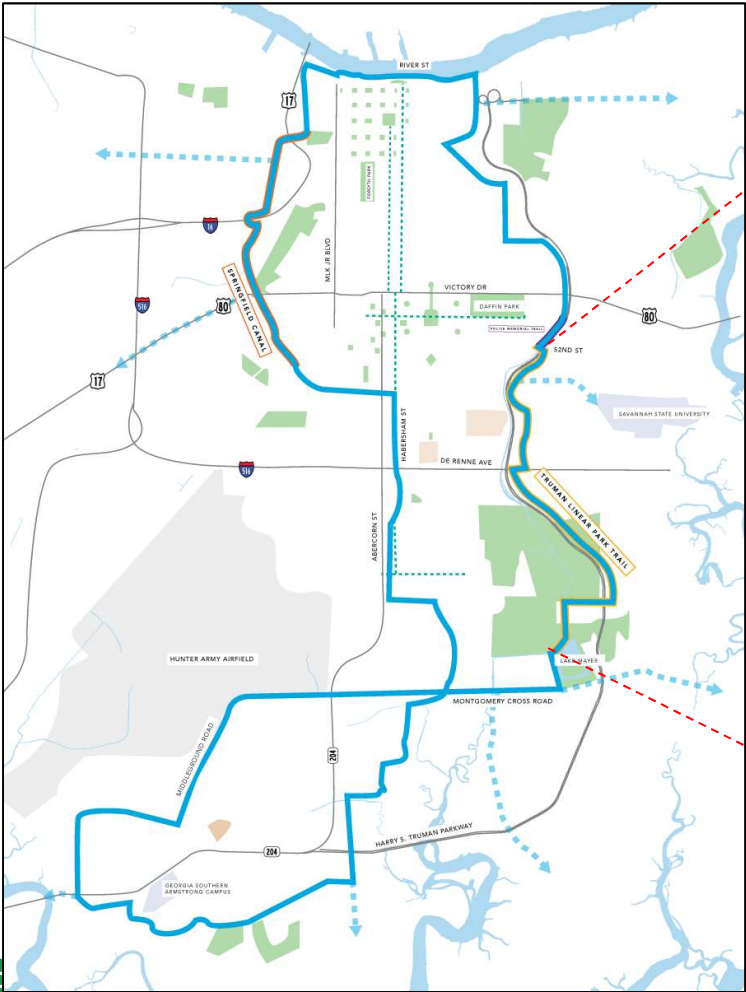 RIVER ST
17
FORSYTH PARK
16
MLK JR BLVD
SPRINGFIELD CANAL
VICTORY DR
DAFFIN PARK
516
80
80
POLICE MEMORIAL TRAIL
52ND ST
17
SAVANNAH STATE UNIVERSITY
HABERSHAM ST
DE RENNE AVE
516
TRUMAN LINEAR PARK TRAIL
ABERCORN ST
HUNTER ARMY AIRFIELD
LAKE MAYER
MONTGOMERY CROSS ROAD
MIDDLEGROUND ROAD
204
HARRY S. TRUMAN PARKWAY
204
GEORGIA SOUTHERN
ARMSTRONG CAMPUS